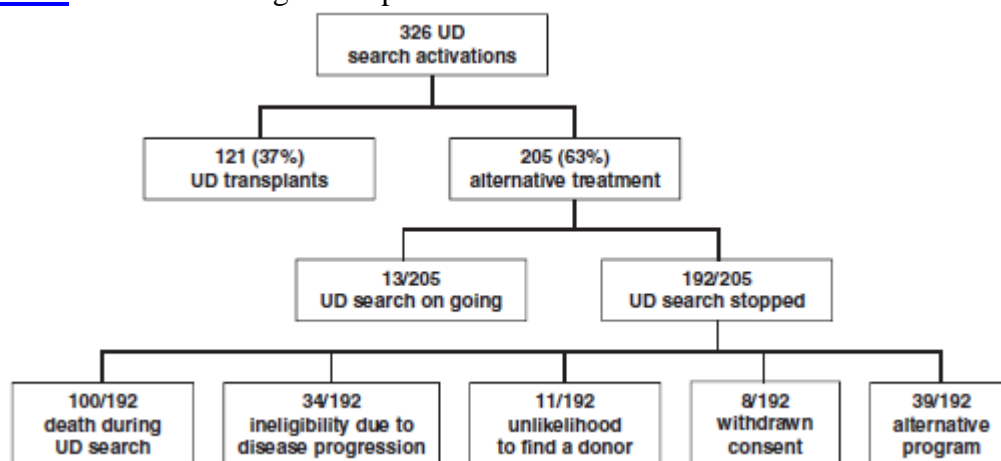 326 UD
search activations
121 (37%)
UD transplants
205 (63%)
alternative treatment
13/205
UD search on going
192/205
UD search stopped
100/192
death during
UD search
34/192
ineligibility due to
disease progression
11/192
unlikelihood
to find a donor
8/192
withdrawn
consent
39/192
alternative
program